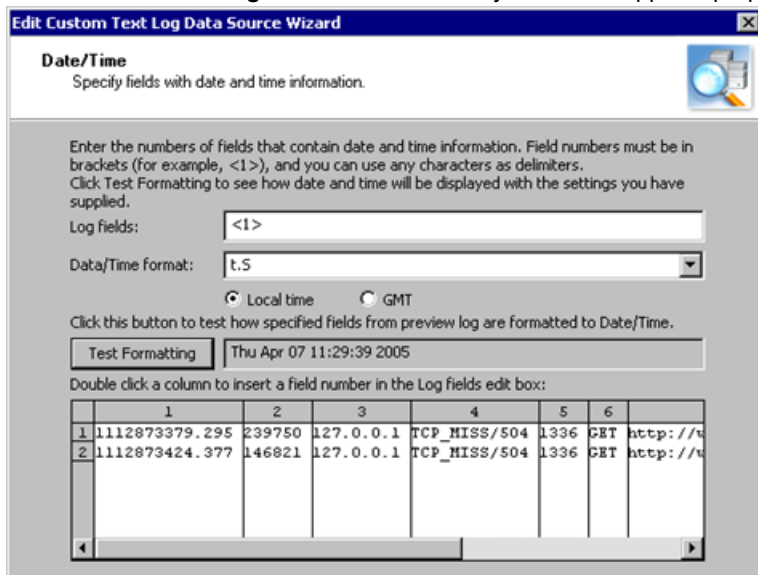 Edit Custom Text Log Data Source Wizard
Date/Time
Specify fields with date and time information.
Enter the numbers of fields that contain date and time information. Field numbers must be in
brackets (for example, <1>), and you can use any characters as delimiters.
Click Test Formatting to see how date and time will be displayed with the settings you have
supplied.
Log fields: <1>
Data/Time format: t.S
Local time GMT
Click this button to test how specified fields from preview log are formatted to Date/Time.
Test Formatting Thu Apr 07 11:29:39 2005
Double click a column to insert a field number in the Log fields edit box:
1 2 3 4 5 6
1 1112873379.295 239750 127.0.0.1 TCP_MISS/504 1336 GET http://
2 1112873424.377 146821 127.0.0.1 TCP_MISS/504 1336 GET http://